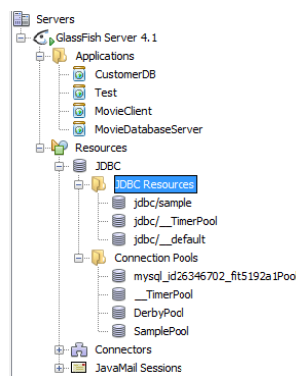 Servers
GlassFish Server 4.1
Applications
CustomerDB
Test
MovieClient
MovieDatabaseServer
Resources
JDBC
JDBC Resources
jdbc/sample
jdbc/__TimerPool
jdbc/__default
Connection Pools
mysql_id26346702_fit5192a1Poo
__TimerPool
DerbyPool
SamplePool
Connectors
JavaMail Sessions